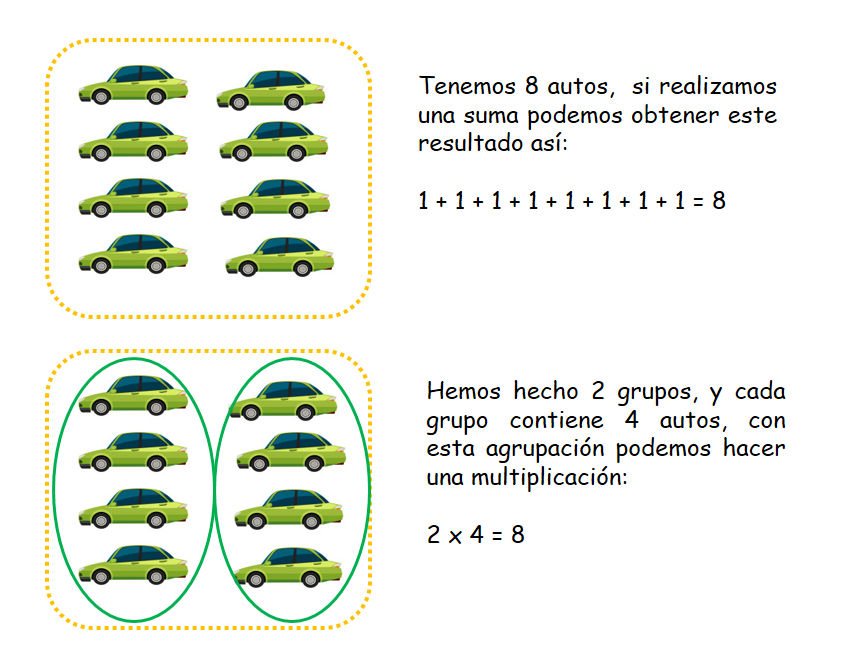 Tenemos 8 autos, si realizamos
una suma podemos obtener este
resultado así:
1 + 1 + 1 + 1 + 1 + 1 + 1 + 1 = 8
Hemos hecho 2 grupos, y cada
grupo contiene 4 autos, con
esta agrupación podemos hacer
una multiplicación:
2 x 4 = 8